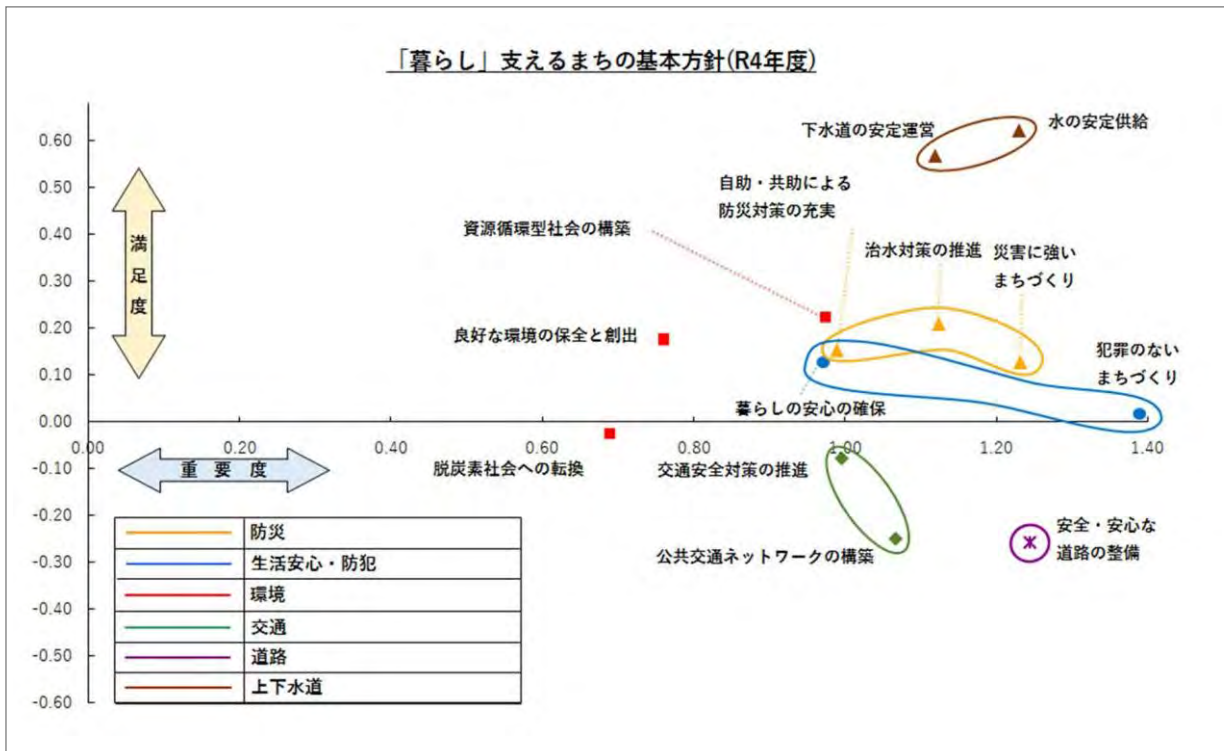 「暮らし」支えるまちの基本方針(R4年度)
0.60
0.50
0.40
0.30
0.20
0.10
0.00
-0.10
-0.20
-0.30
-0.40
-0.50
-0.60
0.00
0.20
0.40
0.60
0.80
1.00
1.20
1.40
満足度
重要度
下水道の安定運営
水の安定供給
自助・共助による
防災対策の充実
資源循環型社会の構築
治水対策の推進
災害に強い
まちづくり
良好な環境の保全と創出
犯罪のない
まちづくり
暮らしの安心の確保
脱炭素社会への転換
交通安全対策の推進
公共交通ネットワークの構築
安全・安心な
道路の整備
防災
生活安心・防犯
環境
交通
道路
上下水道